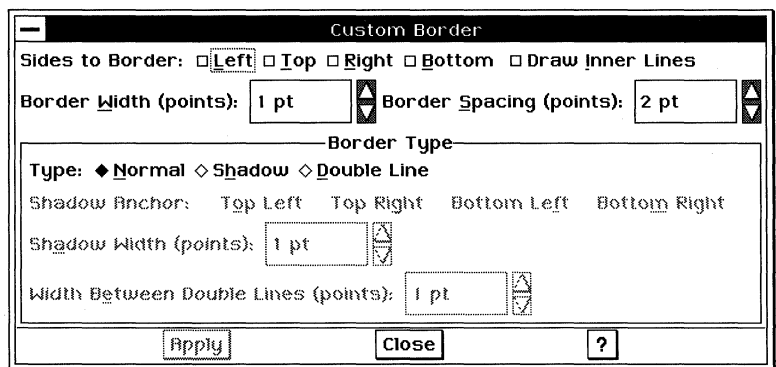 Custom Border
Sides to Border: Left Top Right Bottom Draw Inner Lines
Border Width (points): 1 pt Border Spacing (points): 2 pt
Border Type
Type: Normal Shadow Double Line
Shadow Anchor: Top Left Top Right Bottom Left Bottom Right
Shadow Width (points): 1 pt
Width Between Double Lines (points): 1 pt
Apply Close ?